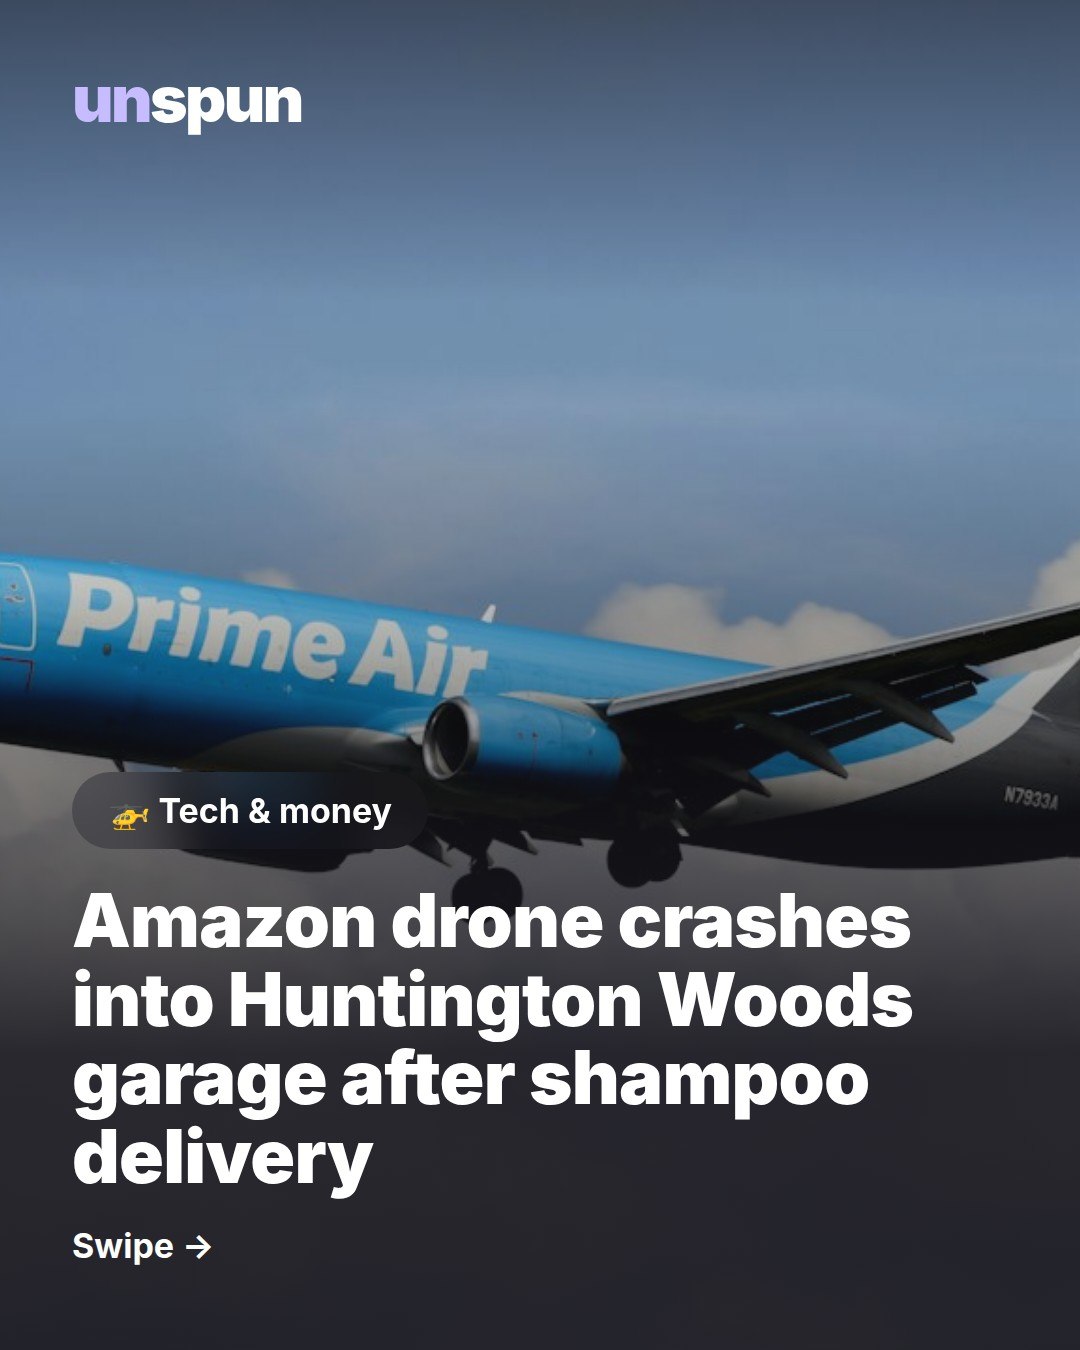 unspun
Prime Air
N7933A
🚁 Tech & money
Amazon drone crashes
into Huntington Woods
garage after shampoo
delivery
Swipe →